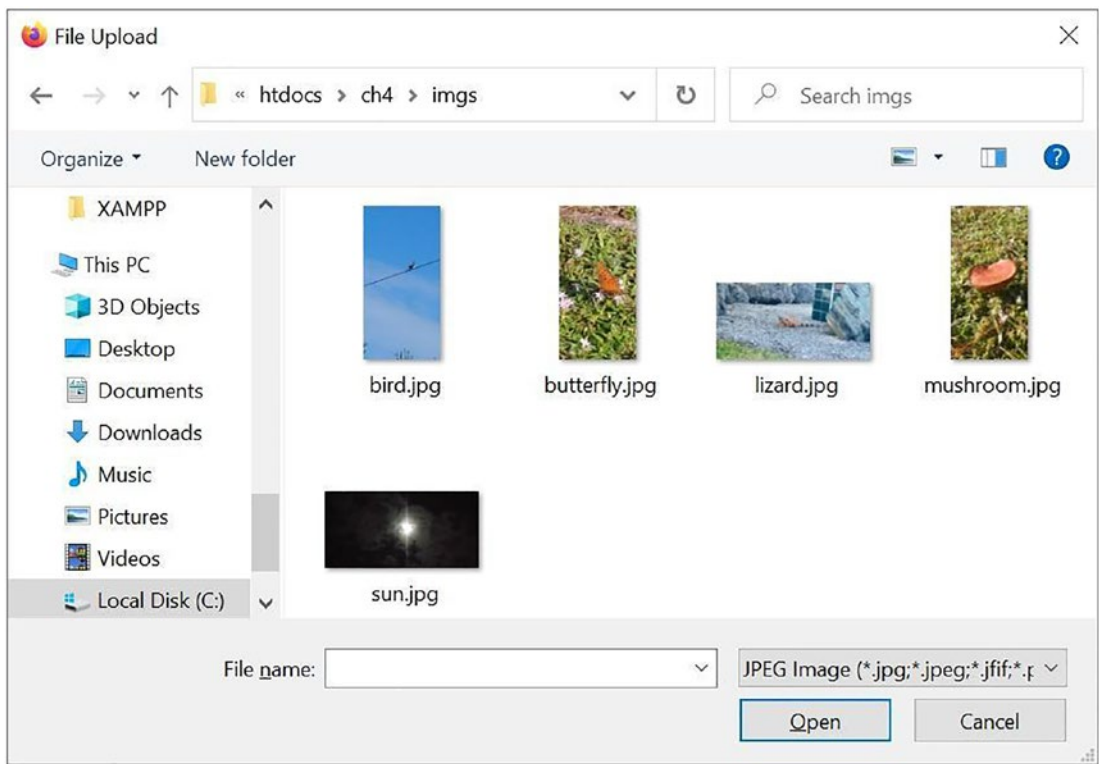 File Upload
« htdocs > ch4 > imgs
Search imgs
Organize
New folder
XAMPP
This PC
3D Objects
Desktop
Documents
Downloads
Music
Pictures
Videos
Local Disk (C:)
bird.jpg
butterfly.jpg
lizard.jpg
mushroom.jpg
sun.jpg
File name:
JPEG Image (*.jpg;*.jpeg;*.jfif;*.p
Open
Cancel